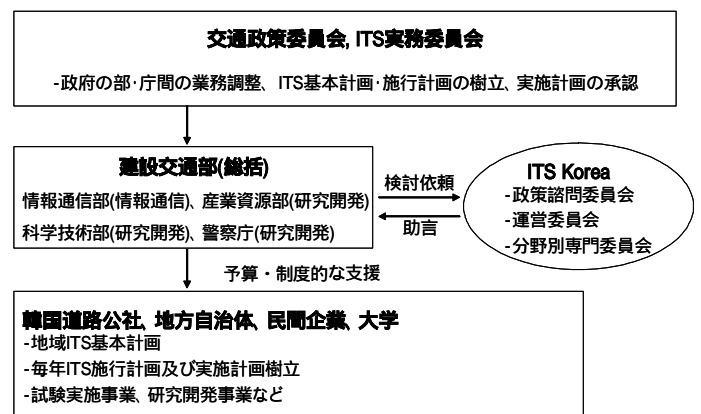 交通政策委員会, ITS実務委員会
-政府の部･庁間の業務調整、ITS基本計画･施行計画の樹立、実施計画の承認
建設交通部(総括)
情報通信部(情報通信)、産業資源部(研究開発)
科学技術部(研究開発)、警察庁(研究開発)
検討依頼
助言
ITS Korea
-政策諮問委員会
-運営委員会
-分野別専門委員会
予算・制度的な支援
韓国道路公社、地方自治体、民間企業、大学
-地域ITS基本計画
-毎年ITS施行計画及び実施計画樹立
-試験実施事業、研究開発事業など